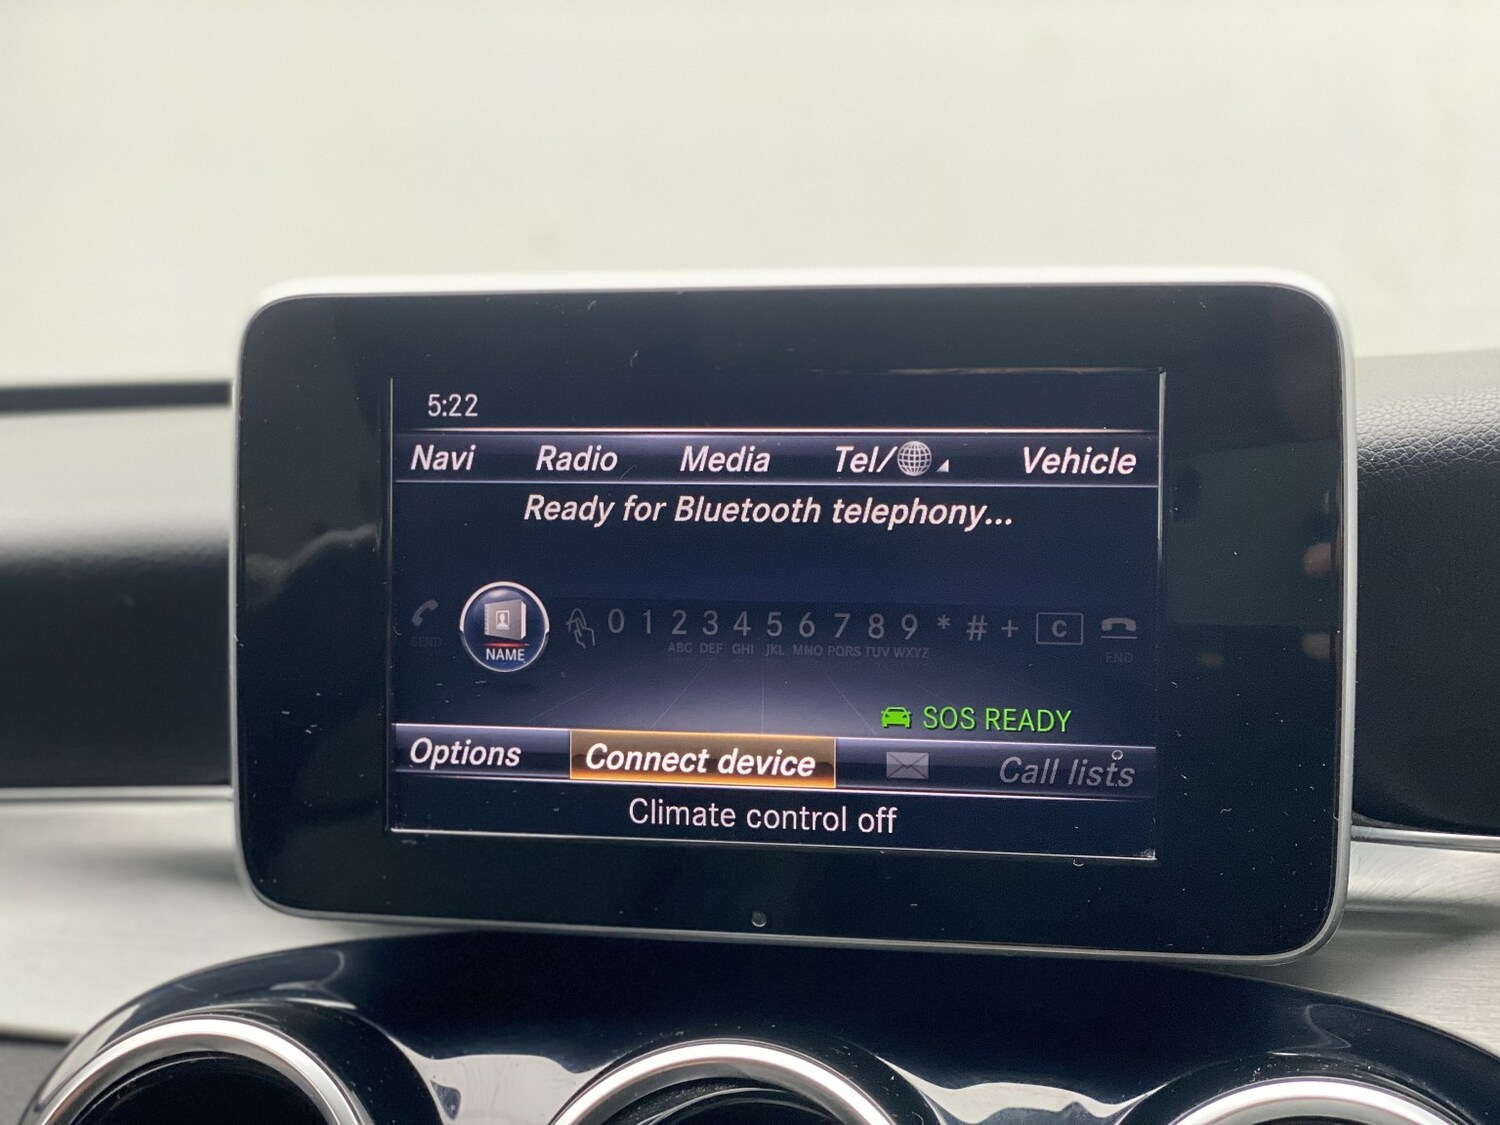 5:22
Navi Radio Media Tel/ Vehicle
Ready for Bluetooth telephony...
SEND NAME 0 1 2 3 4 5 6 7 8 9 * # + C END
ABC DEF GHI JKL MNO PQRS TUV WXYZ
SOS READY
Options Connect device Call lists
Climate control off